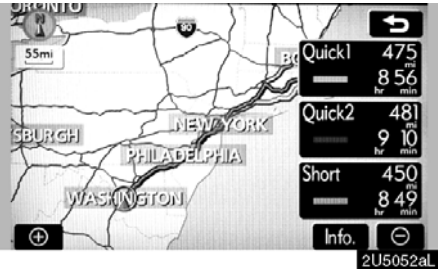 ORONTO
90
55mi
BO
Quick1 475 mi
8 hr 56 min
NEW YORK
Quick2 481 mi
9 hr 10 min
SBURGH
PHILADELPHIA
Short 450 mi
8 hr 49 min
WASHINGTON
Info.
2U5052aL